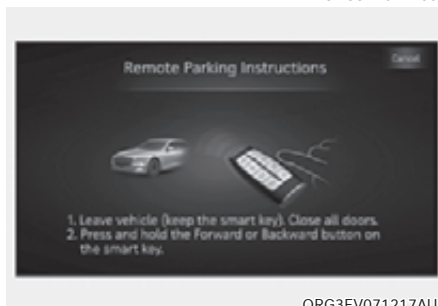 Remote Parking Instructions
Cancel
1. Leave vehicle (keep the smart key). Close all doors.
2. Press and hold the Forward or Backward button on
the smart key.
ORG3EV071217AU